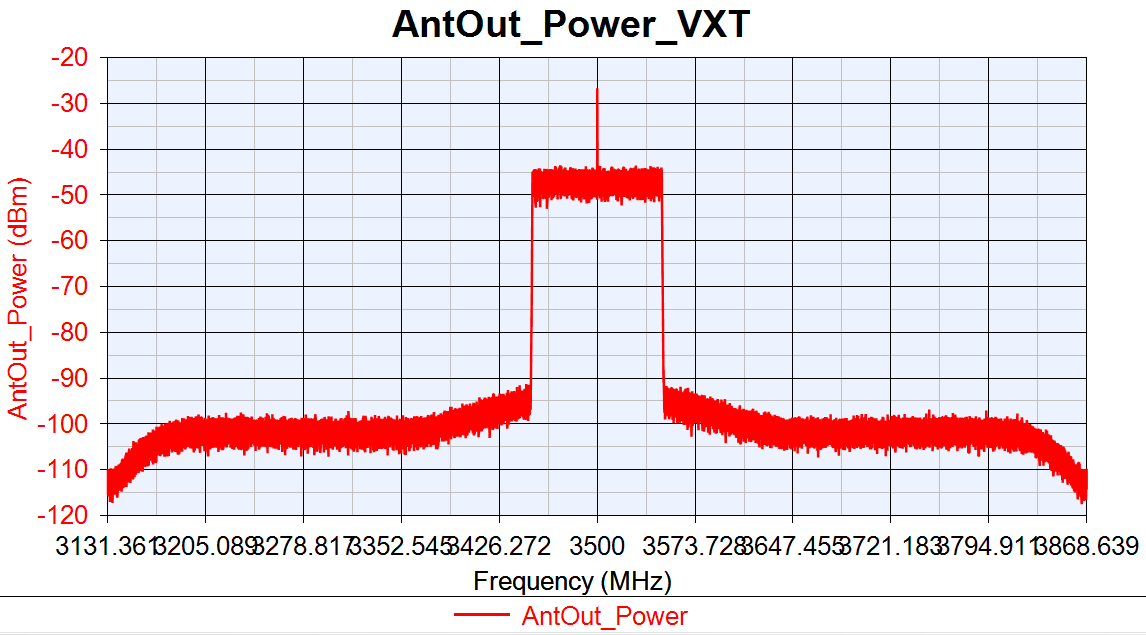 AntOut_Power_VXT
-20
-30
-40
-50
-60
-70
-80
-90
-100
-110
-120
AntOut_Power (dBm)
3131.361 3205.089 3278.817 3352.545 3426.272 3500 3573.728 3647.455 3721.183 3794.911 3868.639
Frequency (MHz)
AntOut_Power